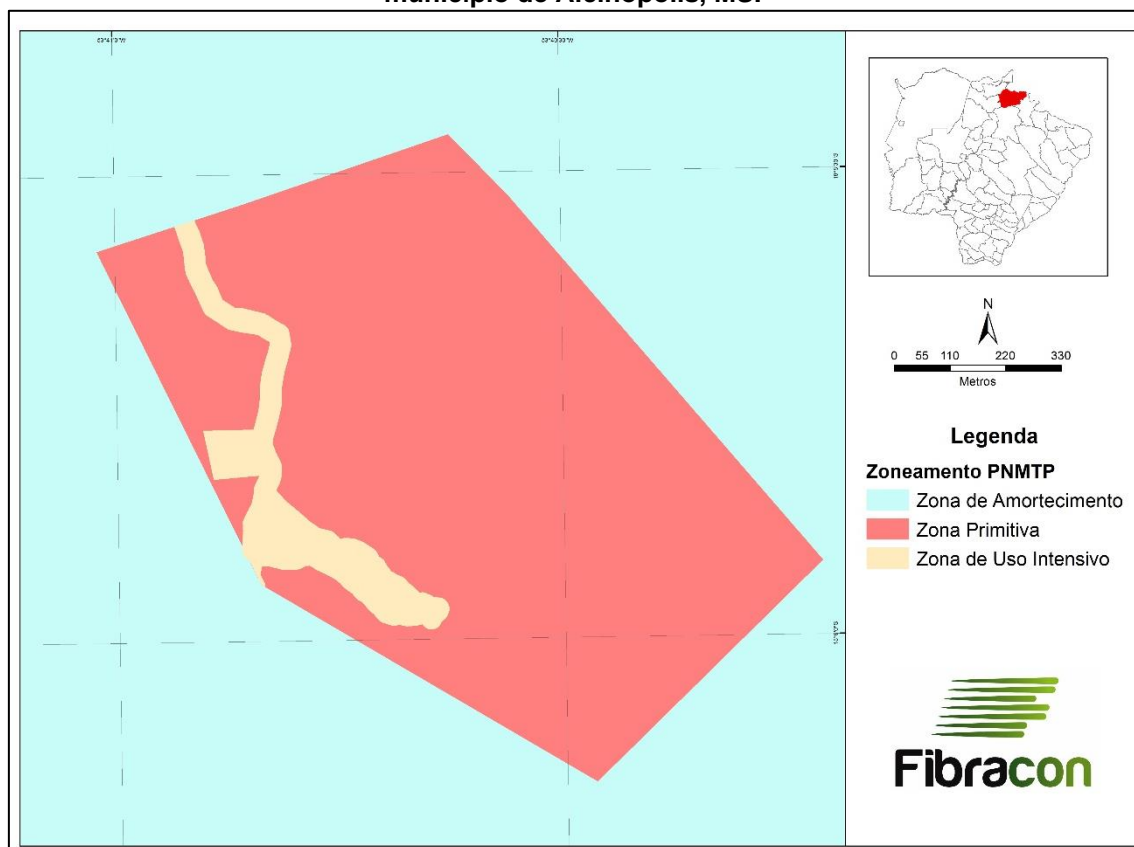 município de Alcinópolis, MS.
N
0 55 110 220 330
Metros
Legenda
Zoneamento PNMTP
Zona de Amortecimento
Zona Primitiva
Zona de Uso Intensivo
Fibracon